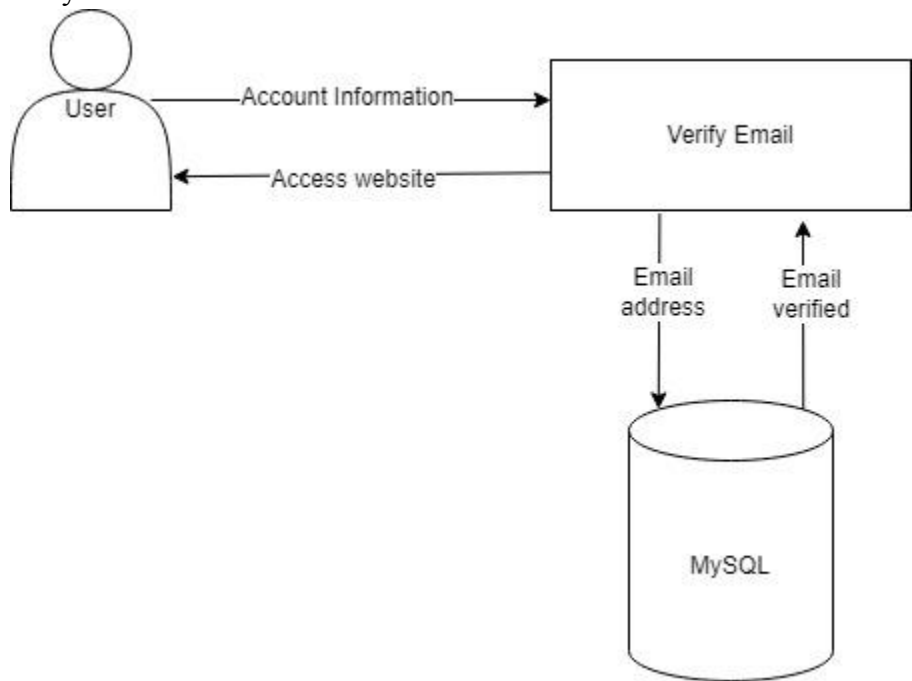 User
Account Information
Verify Email
Access website
Email
address
Email
verified
MySQL